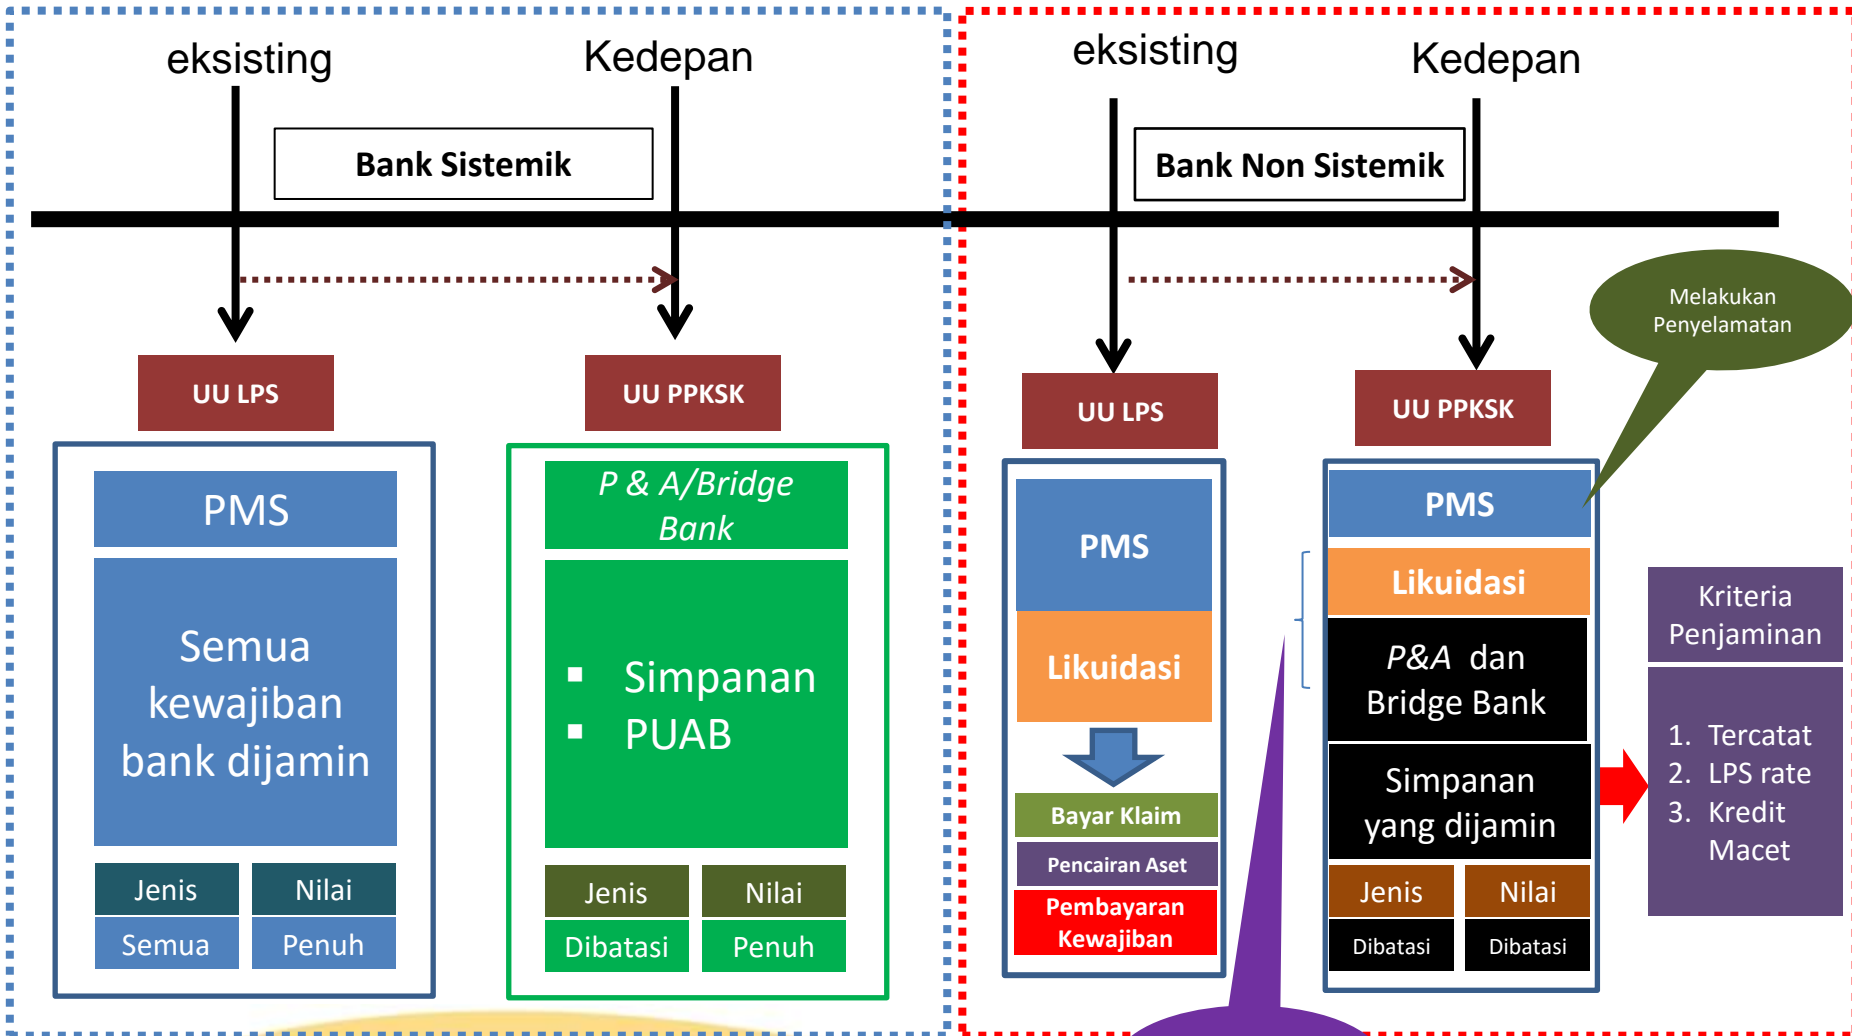 eksisting
Kedepan
Bank Sistemik
UU LPS
UU PPKSK
PMS
Semua
kewajiban
bank dijamin
Jenis
Nilai
Semua
Penuh
P & A/Bridge
Bank
▪ Simpanan
▪ PUAB
Jenis
Nilai
Dibatasi
Penuh
eksisting
Kedepan
Bank Non Sistemik
Melakukan
Penyelamatan
UU LPS
UU PPKSK
PMS
Likuidasi
Bayar Klaim
Pencairan Aset
Pembayaran
Kewajiban
PMS
Likuidasi
P&A dan
Bridge Bank
Simpanan
yang dijamin
Jenis
Nilai
Dibatasi
Dibatasi
Kriteria
Penjaminan
1. Tercatat
2. LPS rate
3. Kredit
Macet